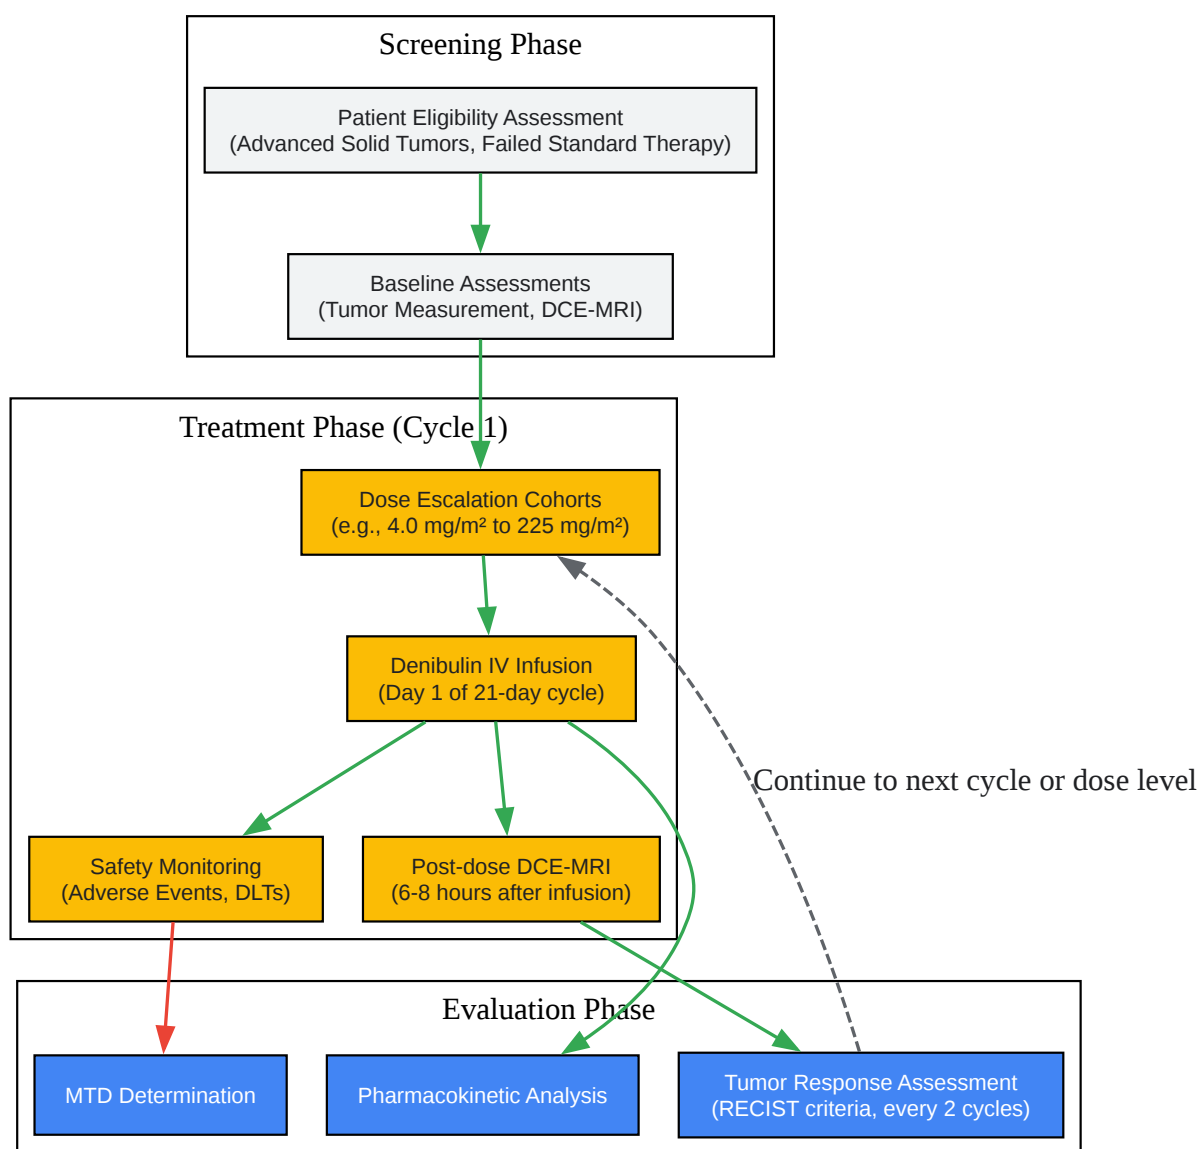 Screening Phase
Patient Eligibility Assessment
(Advanced Solid Tumors, Failed Standard Therapy)
Baseline Assessments
(Tumor Measurement, DCE-MRI)
Treatment Phase (Cycle 1)
Dose Escalation Cohorts
(e.g., 4.0 mg/m² to 225 mg/m²)
Denibulin IV Infusion
(Day 1 of 21-day cycle)
Continue to next cycle or dose level
Safety Monitoring
(Adverse Events, DLTs)
Post-dose DCE-MRI
(6-8 hours after infusion)
Evaluation Phase
MTD Determination
Pharmacokinetic Analysis
Tumor Response Assessment
(RECIST criteria, every 2 cycles)